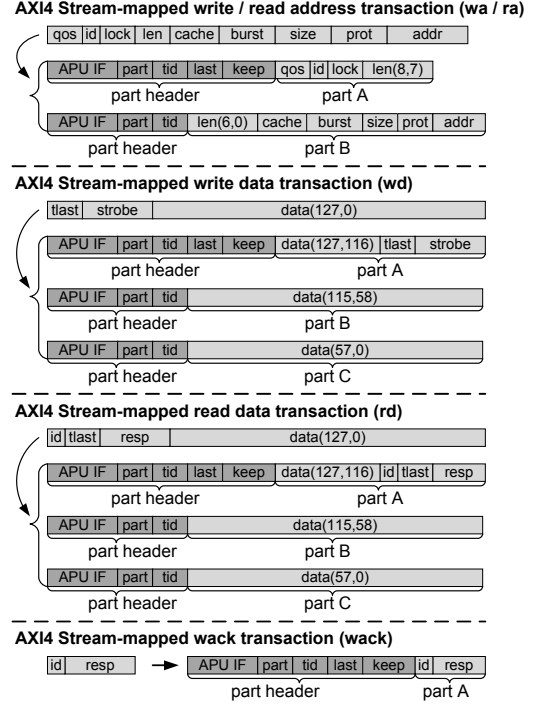 AXI4 Stream-mapped write / read address transaction (wa / ra)
qos id lock len cache burst size prot addr
APU IF part tid last keep qos id lock len(8,7)
part header part A
APU IF part tid len(6,0) cache burst size prot addr
part header part B
AXI4 Stream-mapped write data transaction (wd)
tlast strobe data(127,0)
APU IF part tid last keep data(127,116) tlast strobe
part header part A
APU IF part tid data(115,58)
part header part B
APU IF part tid data(57,0)
part header part C
AXI4 Stream-mapped read data transaction (rd)
id tlast resp data(127,0)
APU IF part tid last keep data(127,116) id tlast resp
part header part A
APU IF part tid data(115,58)
part header part B
APU IF part tid data(57,0)
part header part C
AXI4 Stream-mapped wack transaction (wack)
id resp APU IF part tid last keep id resp
part header part A